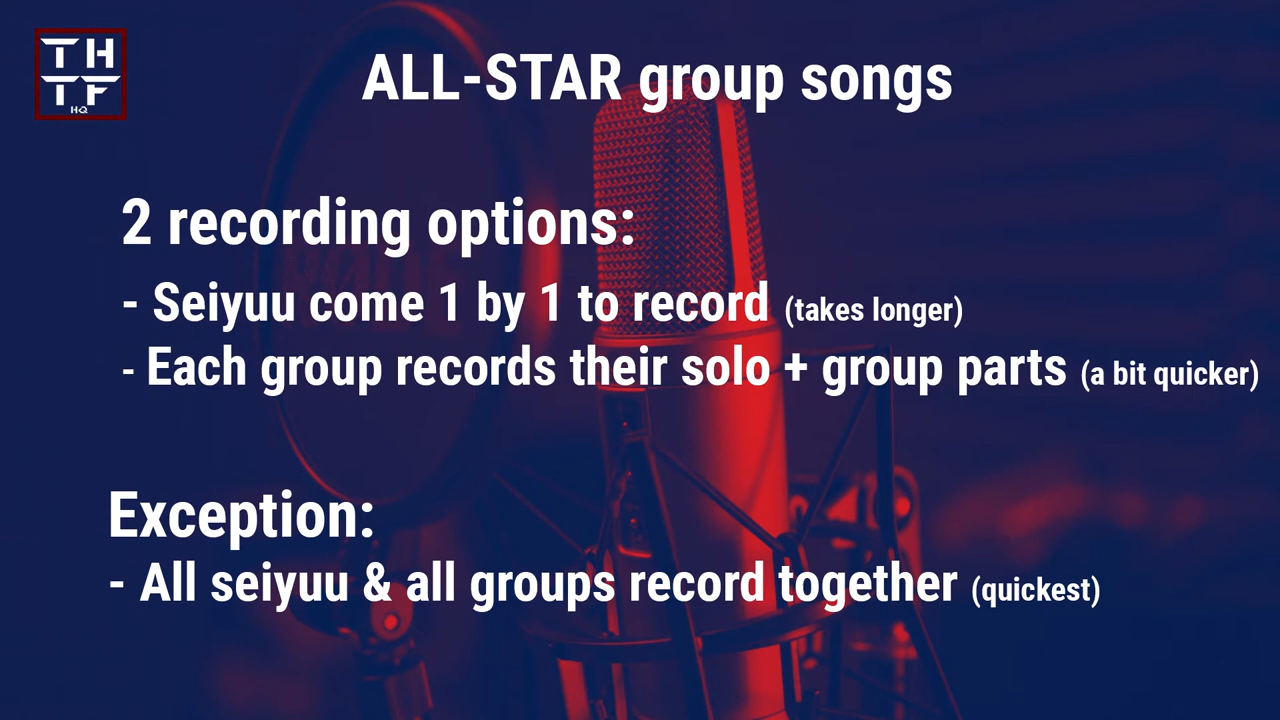 TH
TF
HQ
ALL-STAR group songs
2 recording options:
- Seiyuu come 1 by 1 to record (takes longer)
- Each group records their solo + group parts (a bit quicker)
Exception:
- All seiyuu & all groups record together (quickest)